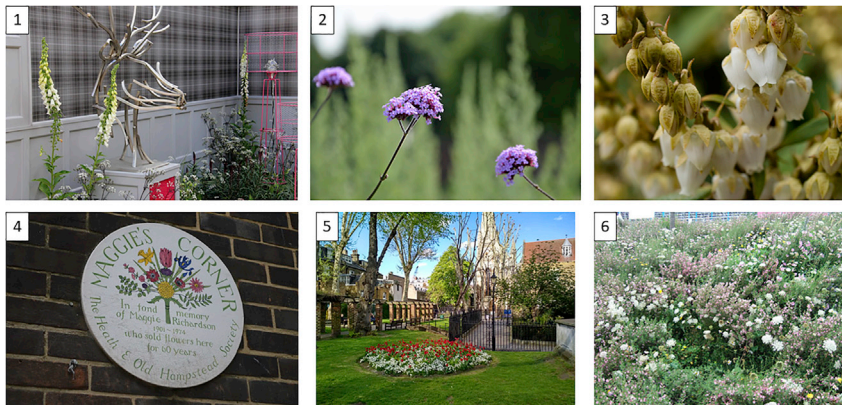 1
2
3
4
MAGGIE'S CORNER
In fond memory
of Maggie Richardson
1901 - 1974
who sold flowers here
for 60 years
The Heath & Old Hampstead Society
5
6